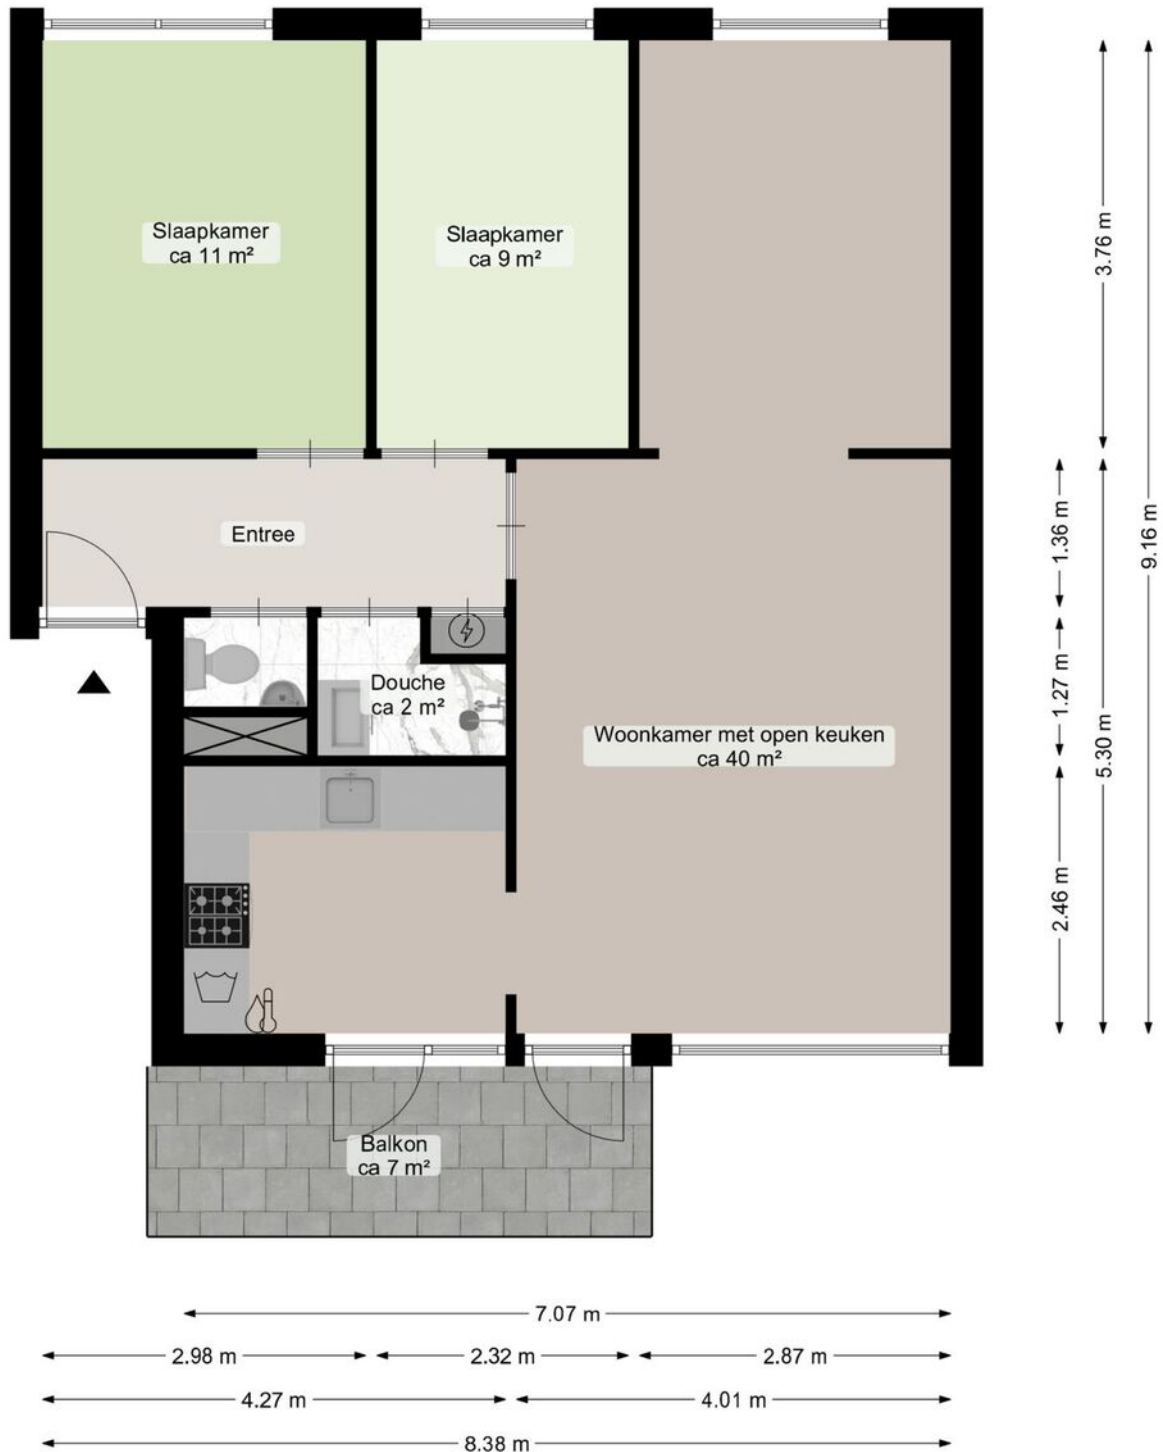 Slaapkamer
ca 11 m²
Slaapkamer
ca 9 m²
3.76 m
Entree
1.36 m
9.16 m
Douche
ca 2 m²
1.27 m
Woonkamer met open keuken
ca 40 m²
5.30 m
2.46 m
Balkon
ca 7 m²
7.07 m
2.98 m
2.32 m
2.87 m
4.27 m
4.01 m
8.38 m